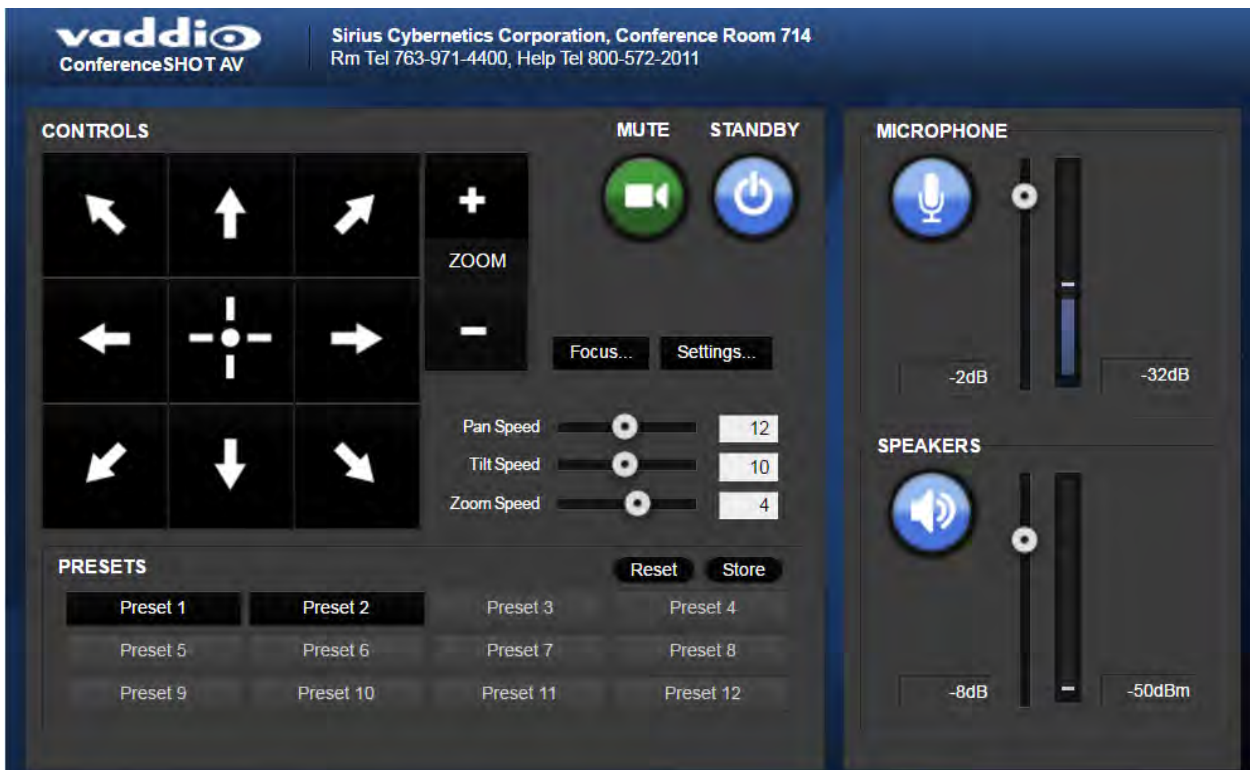 vaddio
ConferenceSHOT AV
Sirius Cybernetics Corporation, Conference Room 714
Rm Tel 763-971-4400, Help Tel 800-572-2011
CONTROLS
MUTE STANDBY
ZOOM
Focus... Settings...
Pan Speed 12
Tilt Speed 10
Zoom Speed 4
PRESETS
Reset Store
Preset 1 Preset 2 Preset 3 Preset 4
Preset 5 Preset 6 Preset 7 Preset 8
Preset 9 Preset 10 Preset 11 Preset 12
MICROPHONE
-2dB -32dB
SPEAKERS
-8dB -50dBm